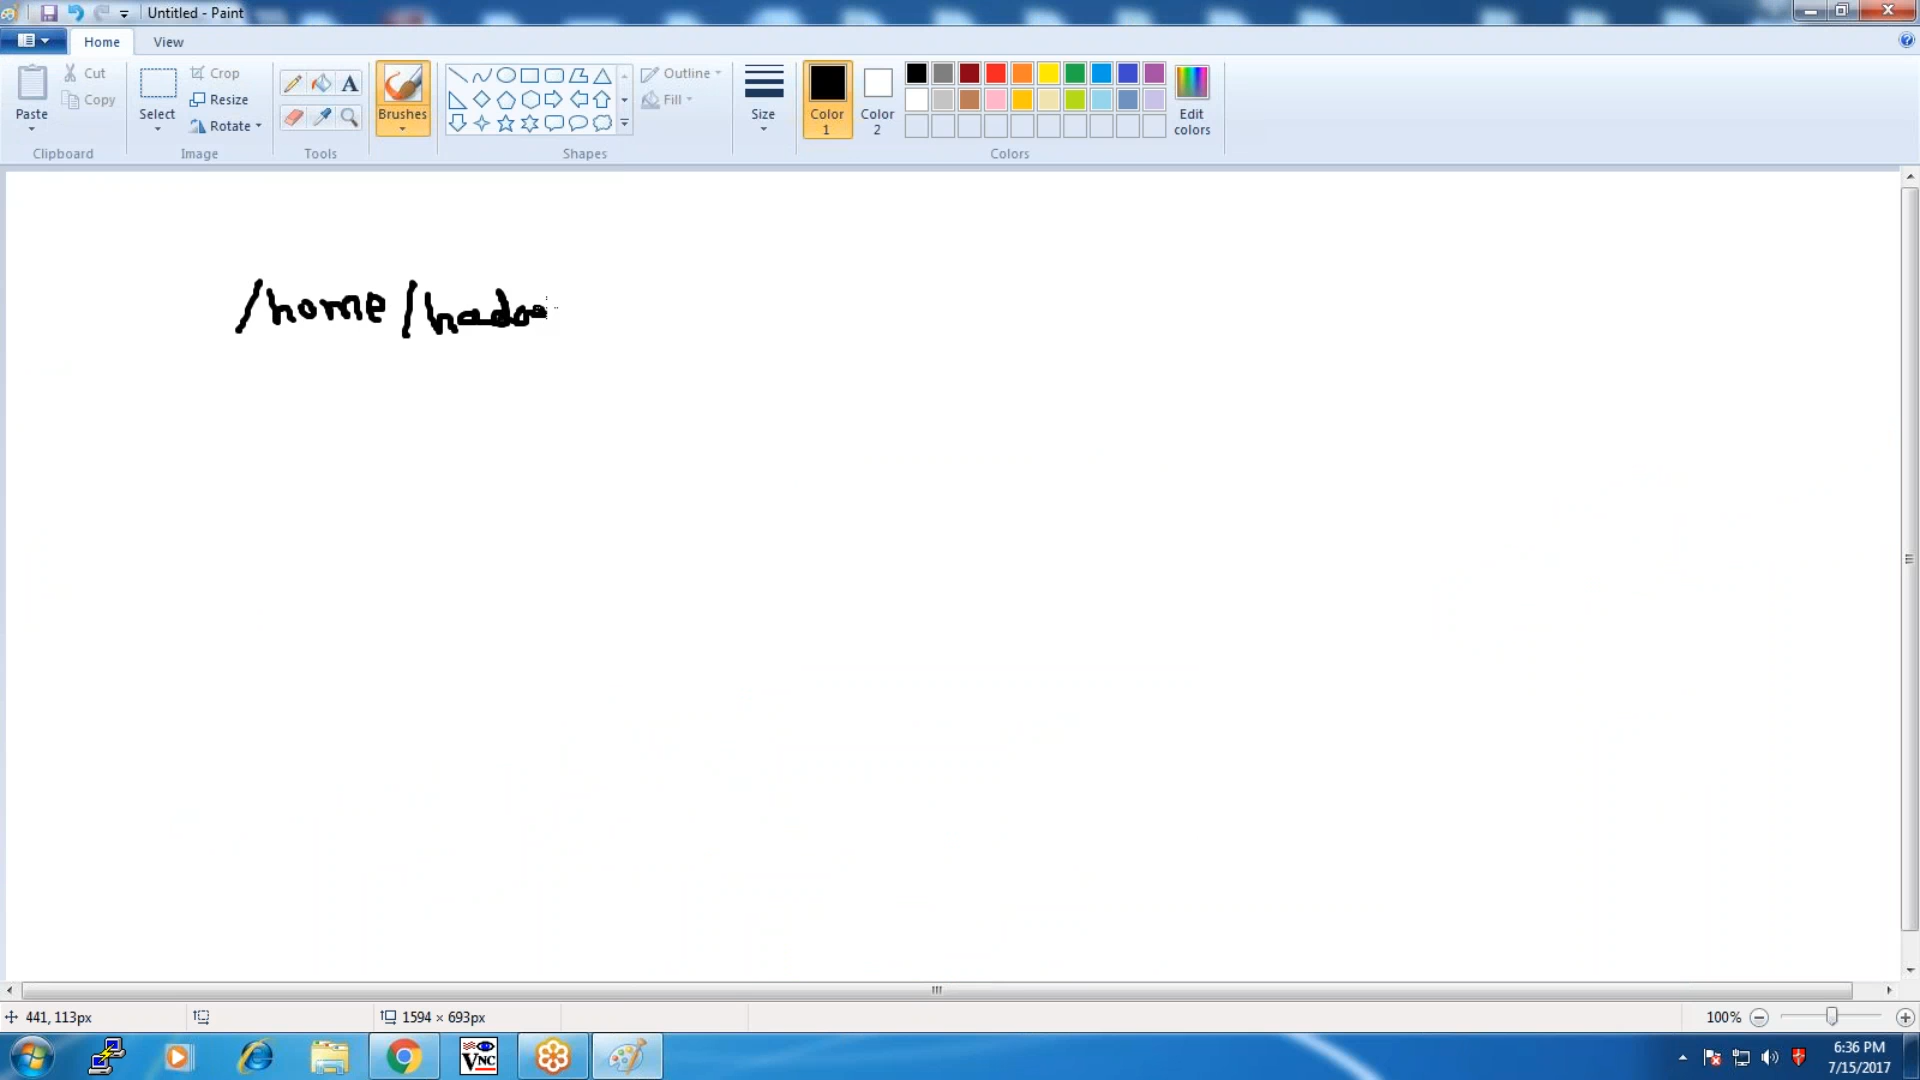 Untitled - Paint
Home View
Paste
Cut
Copy
Clipboard
Select
Crop
Resize
Rotate
Image
Tools
Brushes
Shapes
Outline
Fill
Size
Color 1
Color 2
Edit colors
Colors
/home/hadoo
441, 113px
1594 × 693px
100%
VNC
6:36 PM
7/15/2017